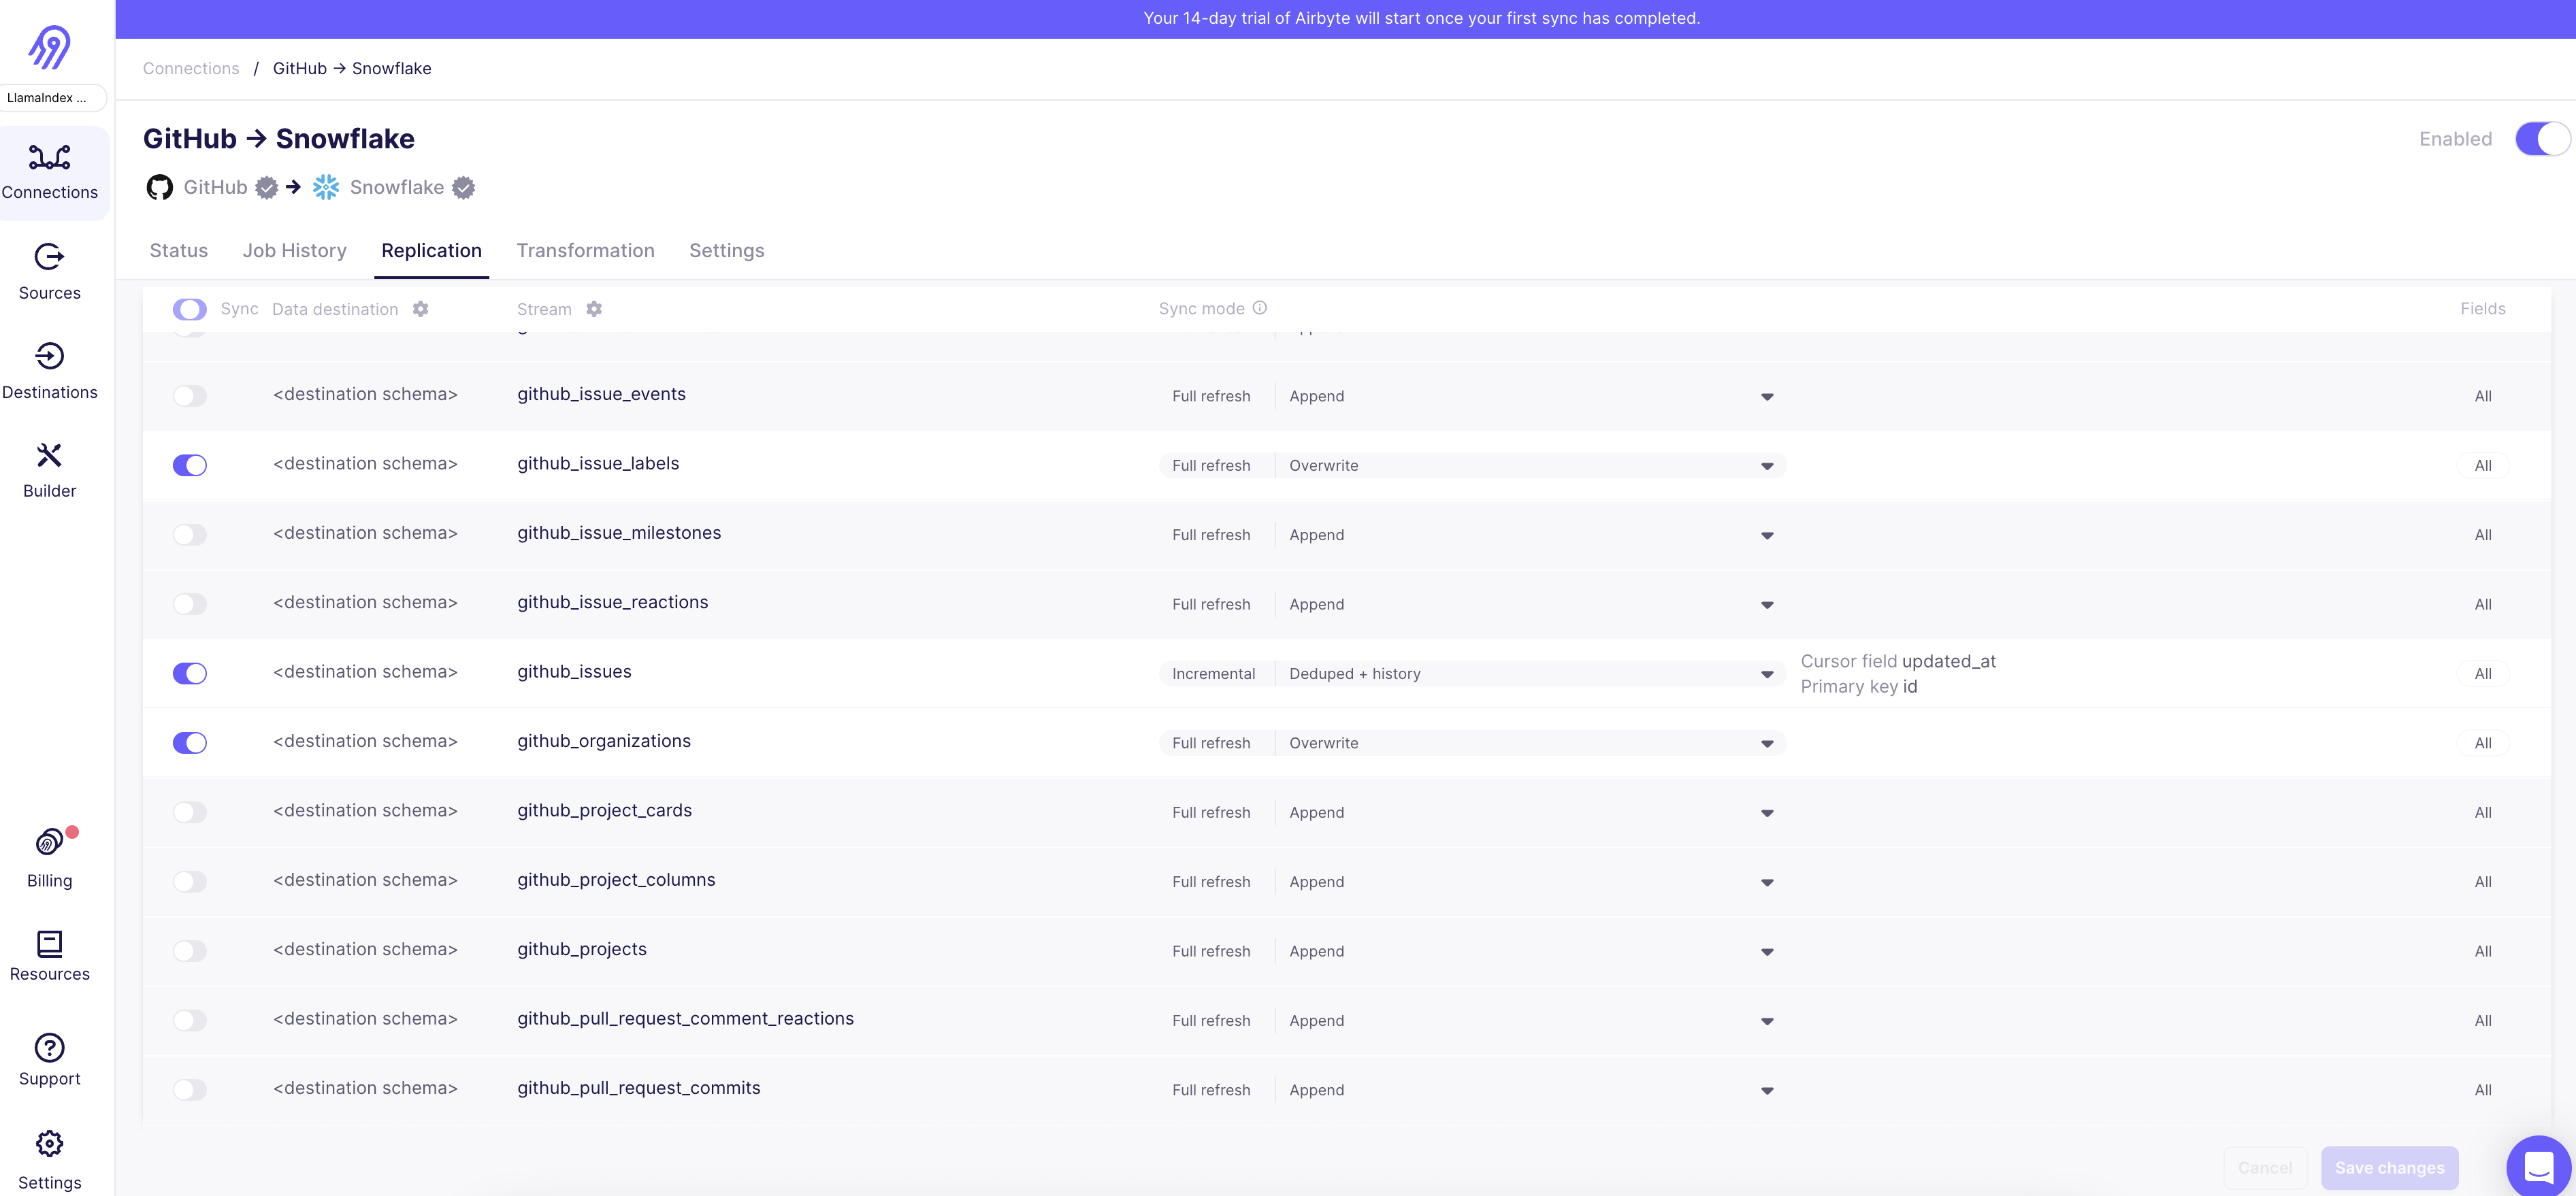 Your 14-day trial of Airbyte will start once your first sync has completed.
LlamaIndex ...
Connections
Sources
Destinations
Builder
Billing
Resources
Support
Settings
Connections / GitHub → Snowflake
GitHub → Snowflake
Enabled
GitHub → Snowflake
Status Job History Replication Transformation Settings
Sync Data destination Stream Sync mode Fields
<destination schema> github_issue_events Full refresh Append All
<destination schema> github_issue_labels Full refresh Overwrite All
<destination schema> github_issue_milestones Full refresh Append All
<destination schema> github_issue_reactions Full refresh Append All
<destination schema> github_issues Incremental Deduped + history Cursor field updated_at All
Primary key id
<destination schema> github_organizations Full refresh Overwrite All
<destination schema> github_project_cards Full refresh Append All
<destination schema> github_project_columns Full refresh Append All
<destination schema> github_projects Full refresh Append All
<destination schema> github_pull_request_comment_reactions Full refresh Append All
<destination schema> github_pull_request_commits Full refresh Append All
Cancel Save changes